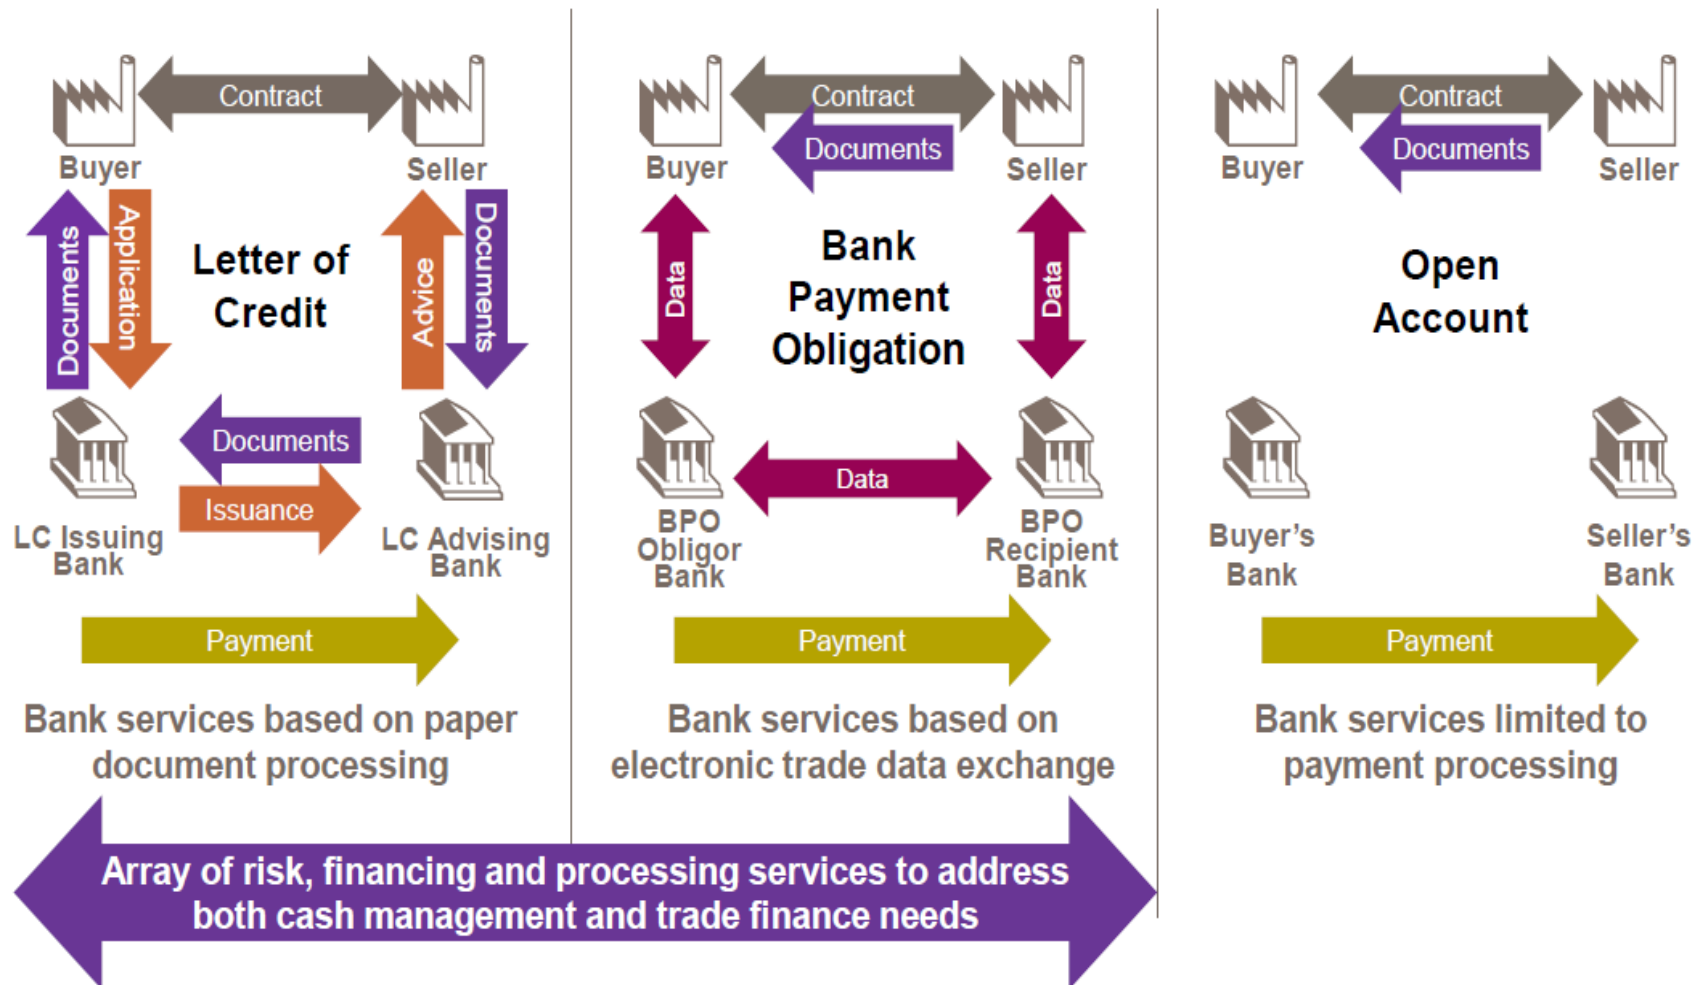 Contract
Buyer
Seller
Documents
Application
Letter of
Credit
Advice
Documents
Documents
Issuance
LC Issuing
Bank
LC Advising
Bank
Payment
Bank services based on paper
document processing
Contract
Documents
Buyer
Seller
Data
Bank
Payment
Obligation
Data
Data
BPO
Obligor
Bank
BPO
Recipient
Bank
Payment
Bank services based on
electronic trade data exchange
Contract
Documents
Buyer
Seller
Open
Account
Buyer's
Bank
Seller's
Bank
Payment
Bank services limited to
payment processing
Array of risk, financing and processing services to address
both cash management and trade finance needs